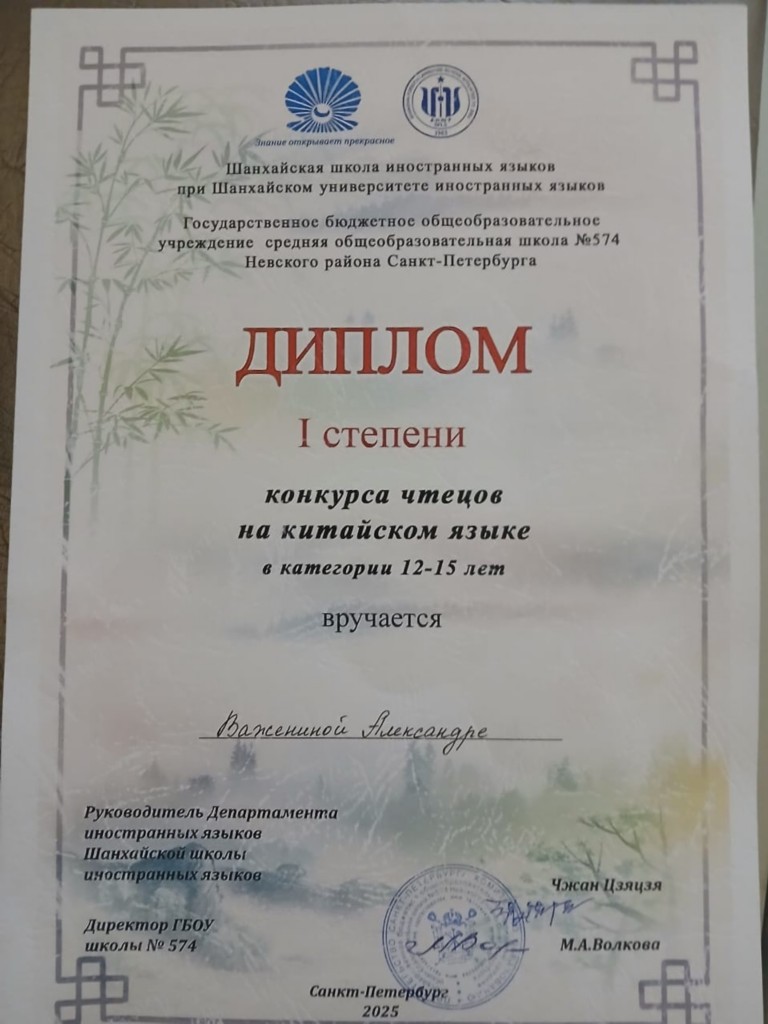 Знание открывает прекрасное
Шанхайская школа иностранных языков
при Шанхайском университете иностранных языков
Государственное бюджетное общеобразовательное
учреждение средняя общеобразовательная школа №574
Невского района Санкт-Петербурга
ДИПЛОМ
I степени
конкурса чтецов
на китайском языке
в категории 12-15 лет
вручается
Важениной Александре
Руководитель Департамента
иностранных языков
Шанхайской школы
иностранных языков
Чжан Цзяцзя
Директор ГБОУ
школы № 574
М.А.Волкова
Санкт-Петербург
2025